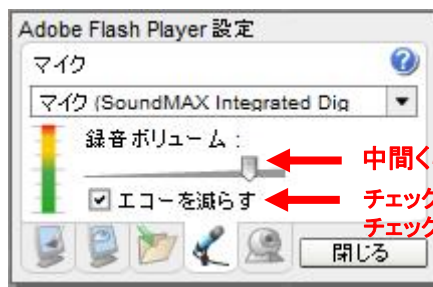 Adobe Flash Player 設定
マイク
マイク (SoundMAX Integrated Dig
録音ボリューム :
中間く
エコーを減らす
チェック
チェック
閉じる